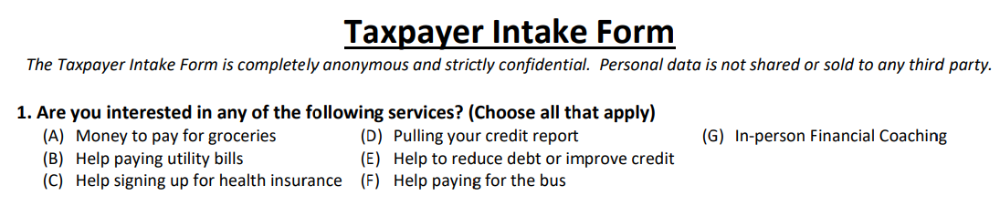 Taxpayer Intake Form
The Taxpayer Intake Form is completely anonymous and strictly confidential.  Personal data is not shared or sold to any third party.
1. Are you interested in any of the following services? (Choose all that apply)
(A) Money to pay for groceries
(B) Help paying utility bills
(C) Help signing up for health insurance
(D) Pulling your credit report
(E) Help to reduce debt or improve credit
(F) Help paying for the bus
(G) In-person Financial Coaching